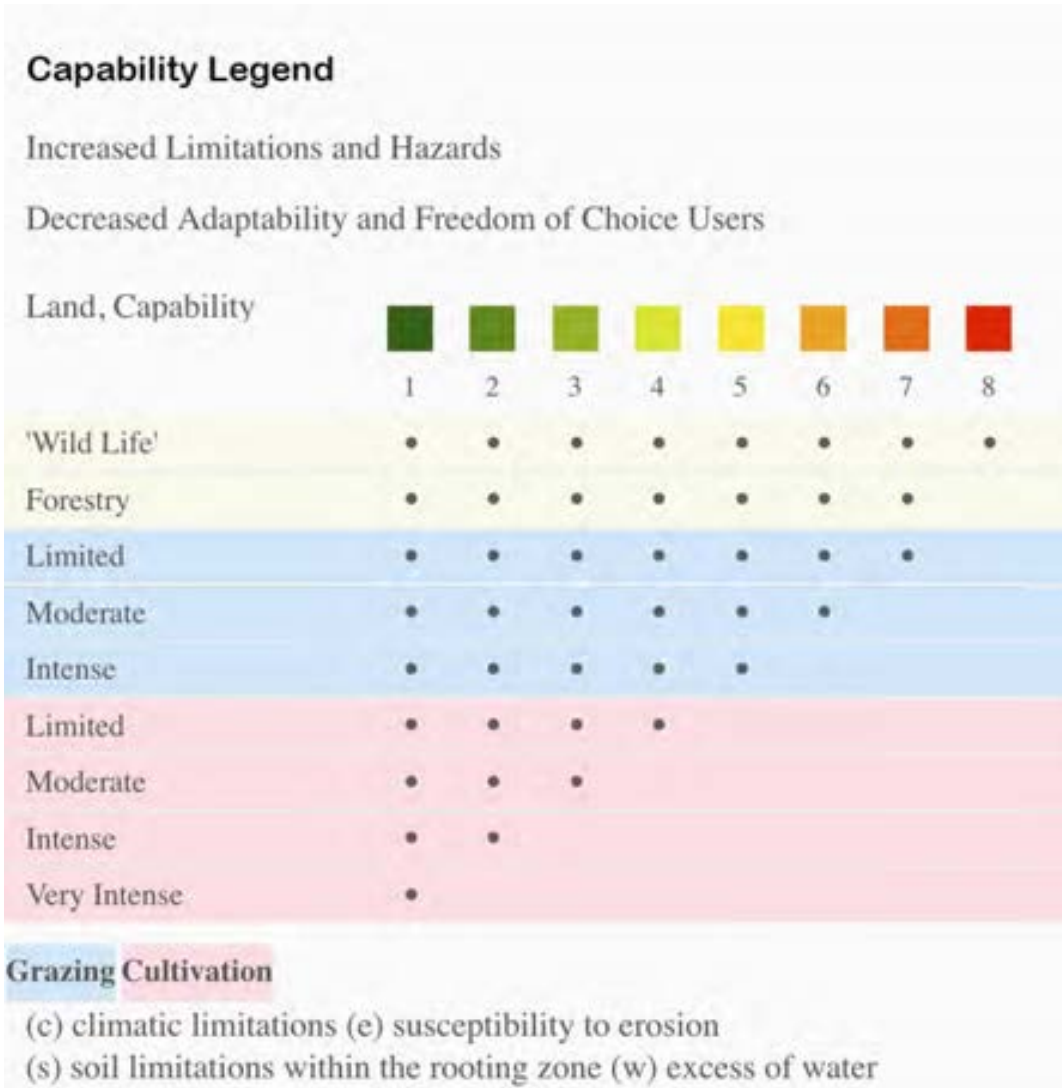 Capability Legend
Increased Limitations and Hazards
Decreased Adaptability and Freedom of Choice Users
Land, Capability
1 2 3 4 5 6 7 8
'Wild Life' • • • • • • • •
Forestry • • • • • • •
Limited • • • • • • •
Moderate • • • • • •
Intense • • • • •
Limited • • • •
Moderate • • •
Intense • •
Very Intense •
Grazing Cultivation
(c) climatic limitations (e) susceptibility to erosion
(s) soil limitations within the rooting zone (w) excess of water